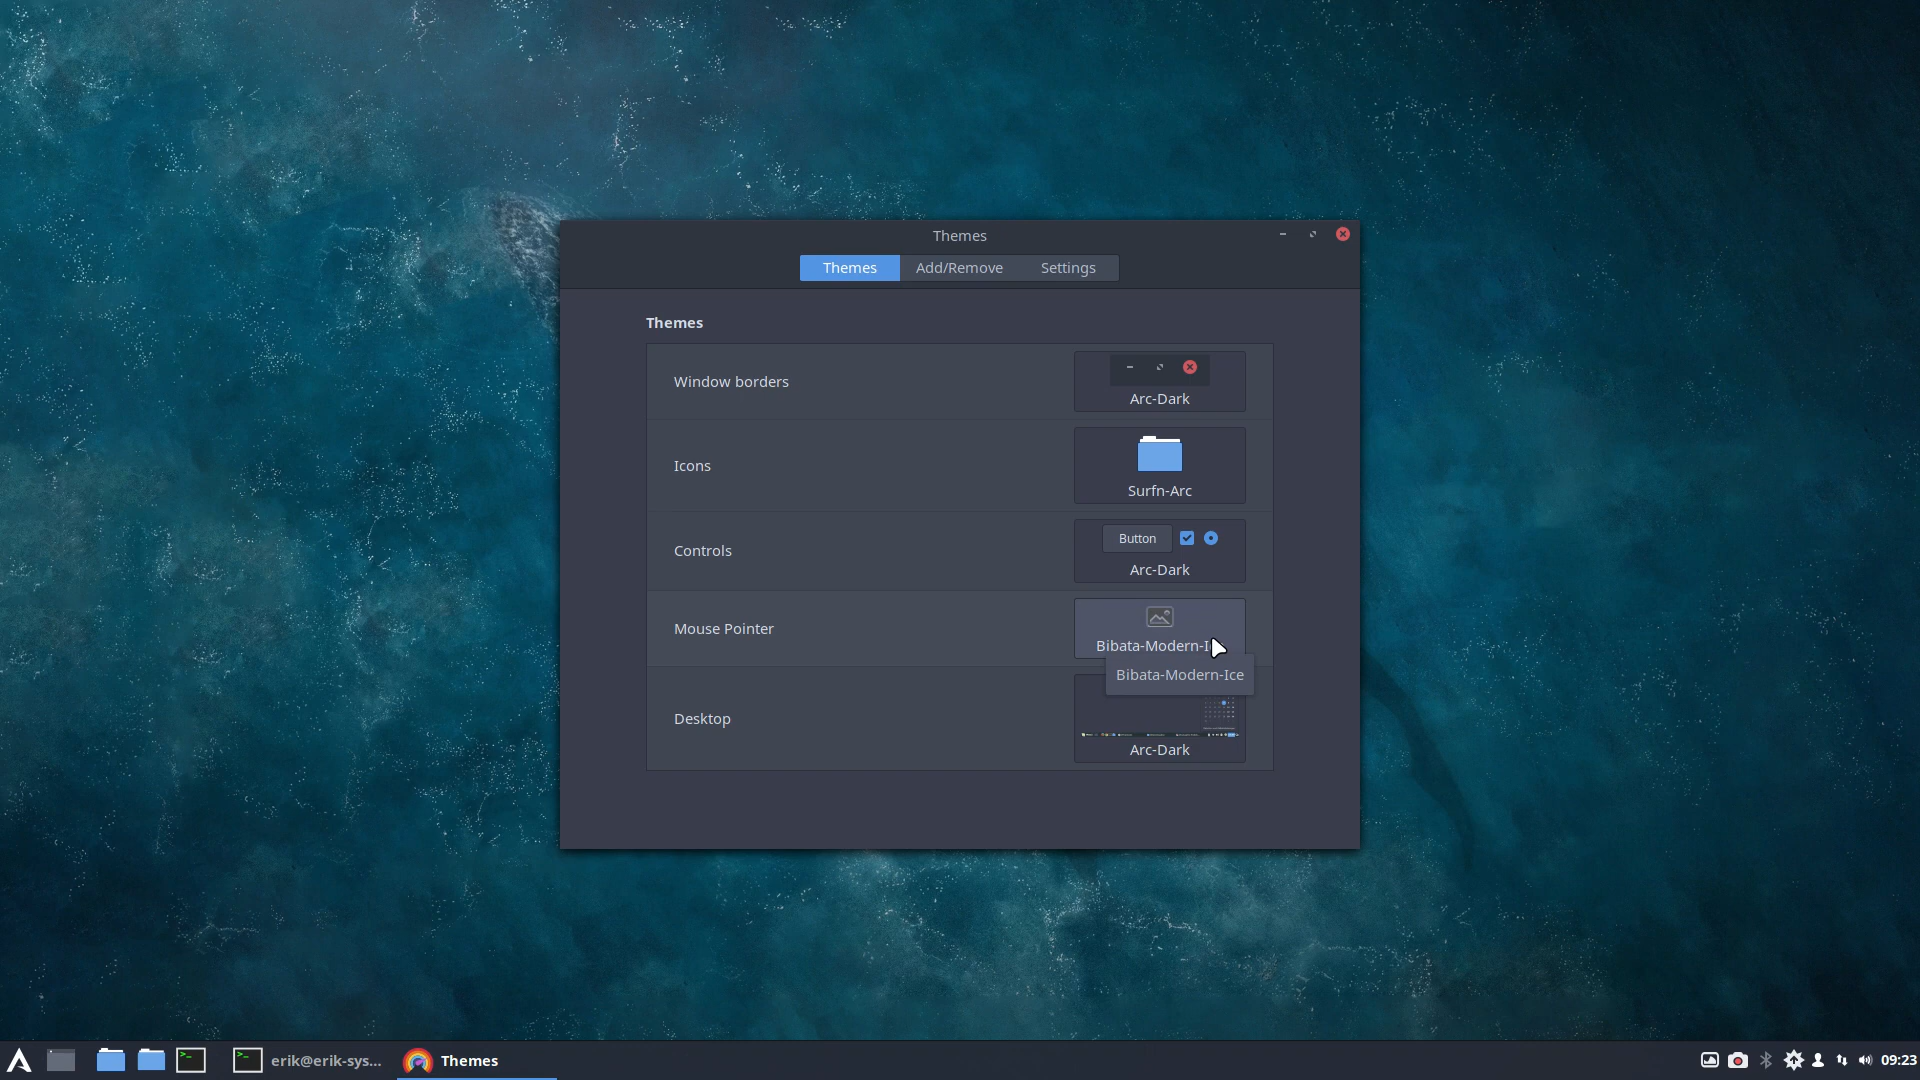 Themes
Themes Add/Remove Settings
Themes
Window borders
Arc-Dark
Icons
Surfn-Arc
Controls
Button
Arc-Dark
Mouse Pointer
Bibata-Modern-I
Bibata-Modern-Ice
Desktop
Arc-Dark
erik@erik-sys... Themes 09:23